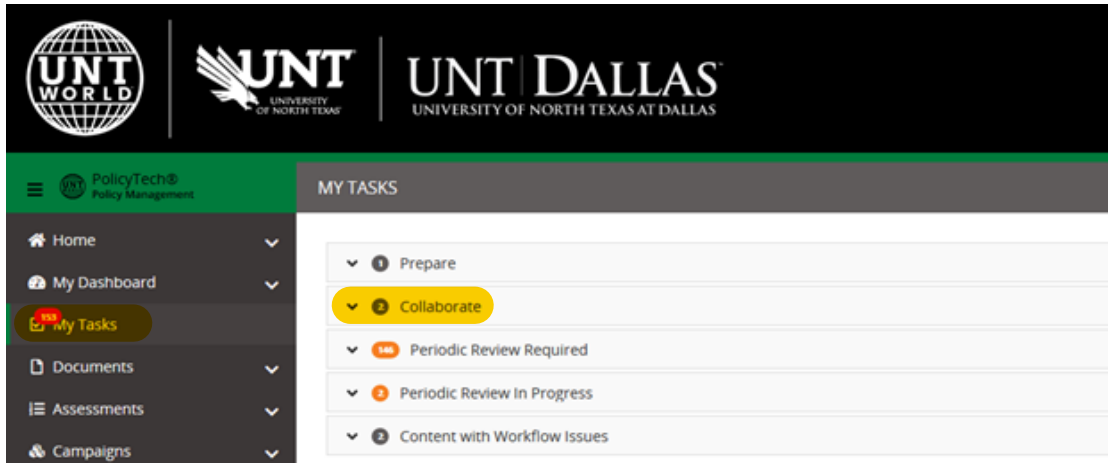 UNT
WORLD
UNT
UNIVERSITY
OF NORTH TEXAS
UNT DALLAS
UNIVERSITY OF NORTH TEXAS AT DALLAS
UNT PolicyTech®
Policy Management
MY TASKS
Home
My Dashboard
153
My Tasks
Documents
Assessments
Campaigns
1 Prepare
2 Collaborate
146 Periodic Review Required
2 Periodic Review In Progress
2 Content with Workflow Issues